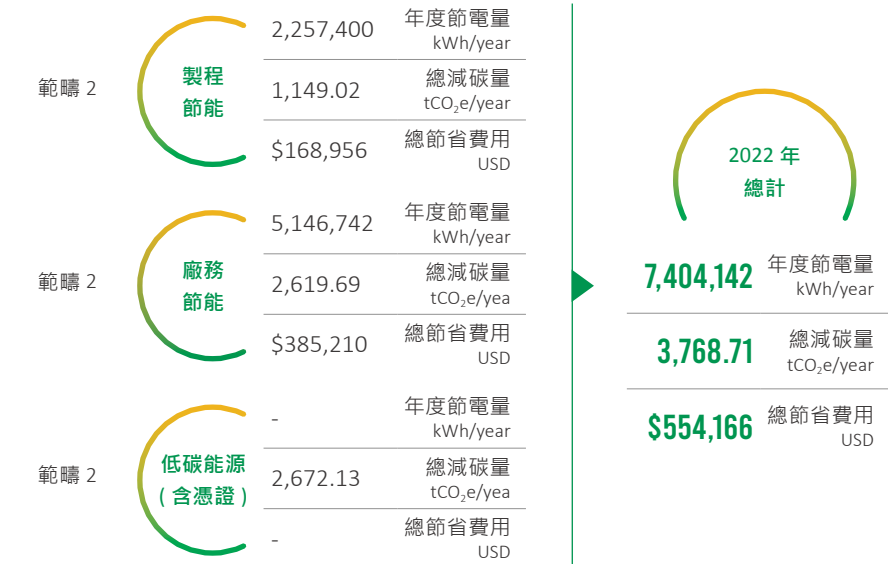 範疇 2
製程
節能
2,257,400 年度節電量
kWh/year
1,149.02 總減碳量
tCO₂e/year
$168,956 總節省費用
USD
範疇 2
廠務
節能
5,146,742 年度節電量
kWh/year
2,619.69 總減碳量
tCO₂e/yea
$385,210 總節省費用
USD
範疇 2
低碳能源
( 含憑證 )
- 年度節電量
kWh/year
2,672.13 總減碳量
tCO₂e/yea
- 總節省費用
USD
2022 年
總計
7,404,142 年度節電量
kWh/year
3,768.71 總減碳量
tCO₂e/year
$554,166 總節省費用
USD